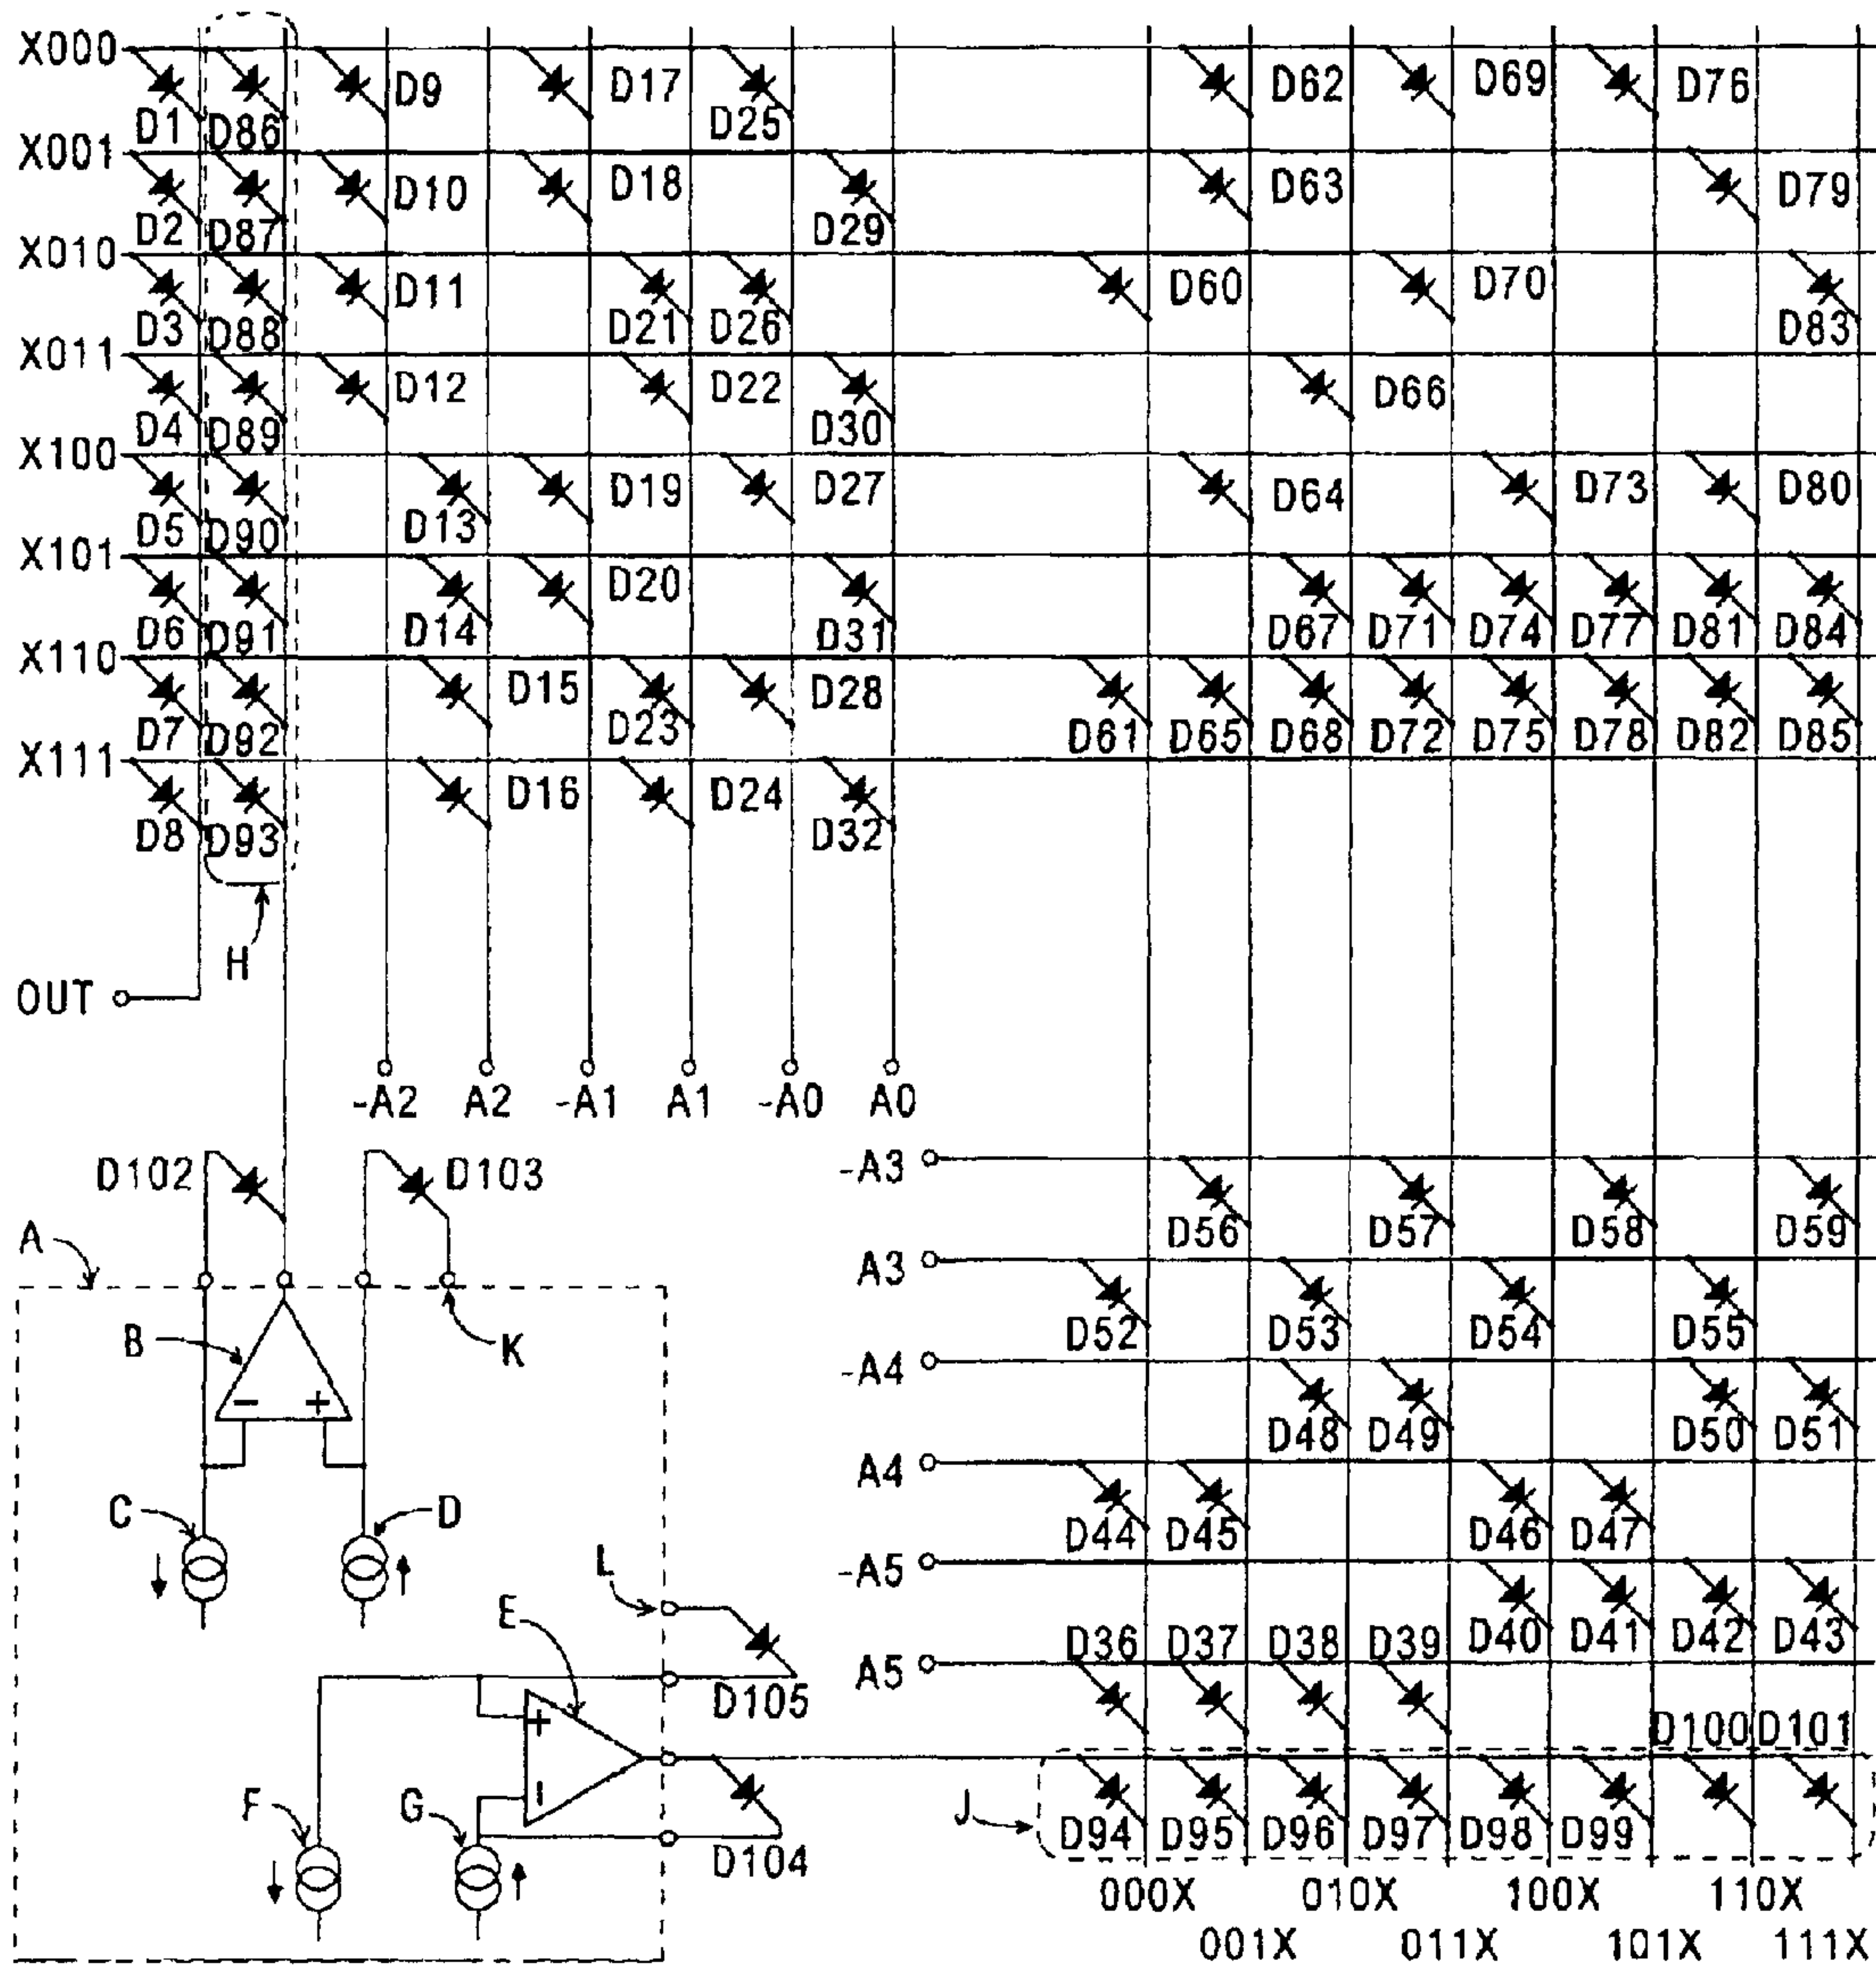 X000 D9 D17 D62 D69 D76
D1 D86 D25
X001 D10 D18 D63 D79
D2 D87 D29
X010 D11 D60 D70
D3 D88 D21 D26 D83
X011 D12 D22 D66
D4 D89 D30
X100 D19 D27 D64 D73 D80
D5 D90 D13
X101 D20
D6 D91 D14 D31 D67 D71 D74 D77 D81 D84
X110 D15 D28
D7 D92 D23 D61 D65 D68 D72 D75 D78 D82 D85
X111 D16 D24
D8 D93 D32
H
OUT
-A2 A2 -A1 A1 -A0 A0
D102 D103 -A3
D56 D57 D58 D59
A A3
B K D52 D53 D54 D55
-A4
- + D48 D49 D50 D51
A4
C D D44 D45 D46 D47
L -A5
E D36 D37 D38 D39 D40 D41 D42 D43
A5
+ D105 D100 D101
F G - J
D104 D94 D95 D96 D97 D98 D99
000X 010X 100X 110X
001X 011X 101X 111X